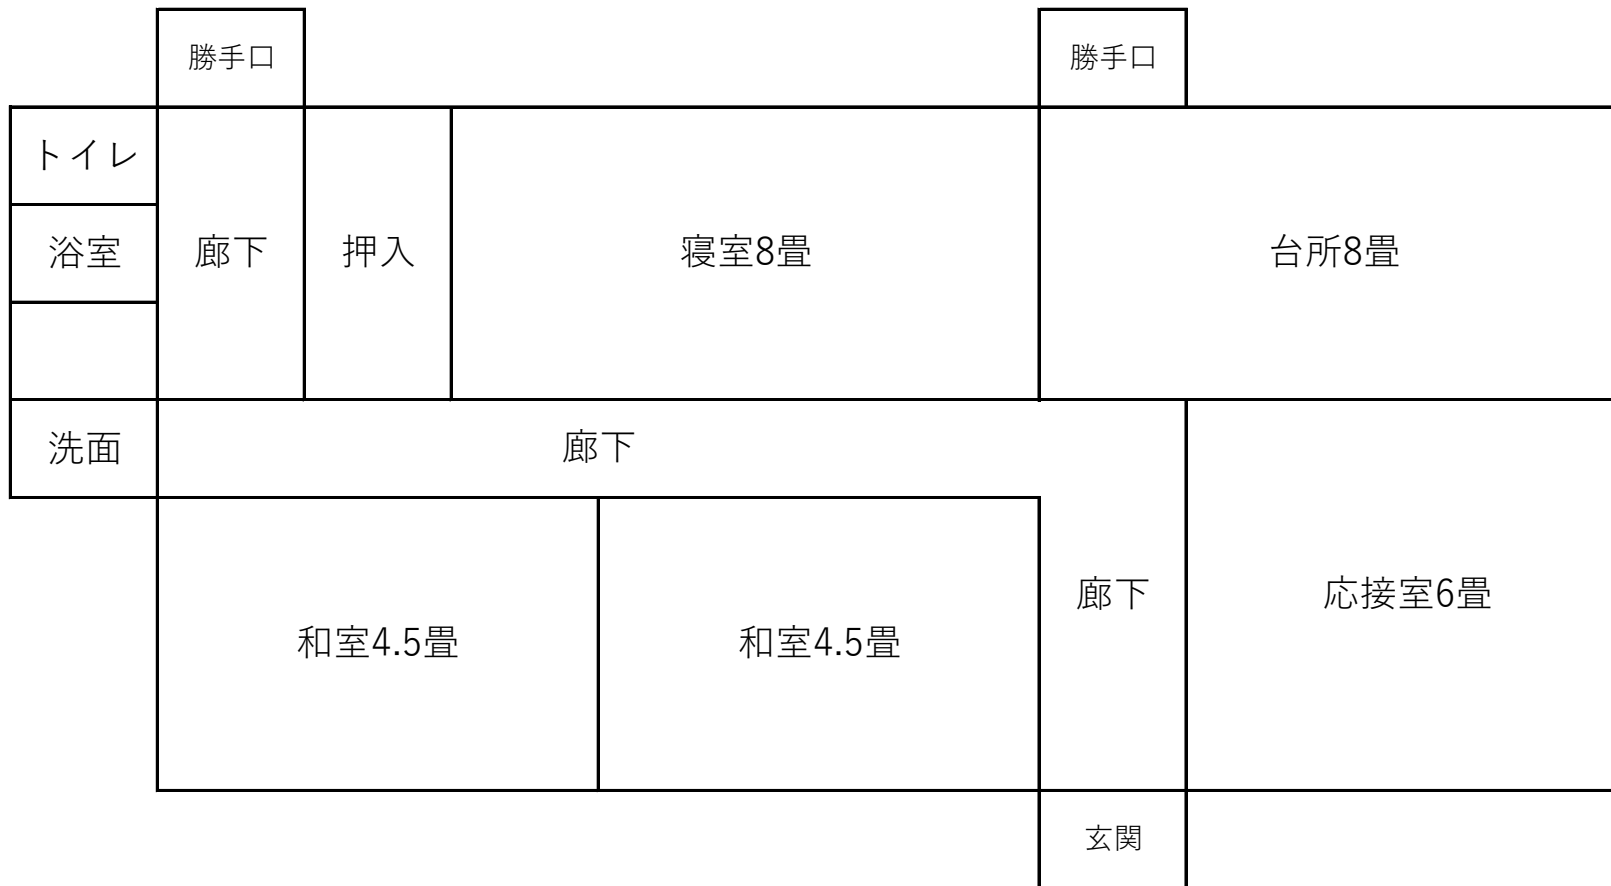 勝手口
勝手口
トイレ
浴室
廊下
押入
寝室8畳
台所8畳
洗面
廊下
和室4.5畳
和室4.5畳
廊下
応接室6畳
玄関